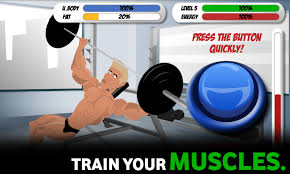 U. BODY 100%
FAT 20%
LEVEL 5 100%
ENERGY 100%
PRESS THE BUTTON
QUICKLY!
TRAIN YOUR MUSCLES.